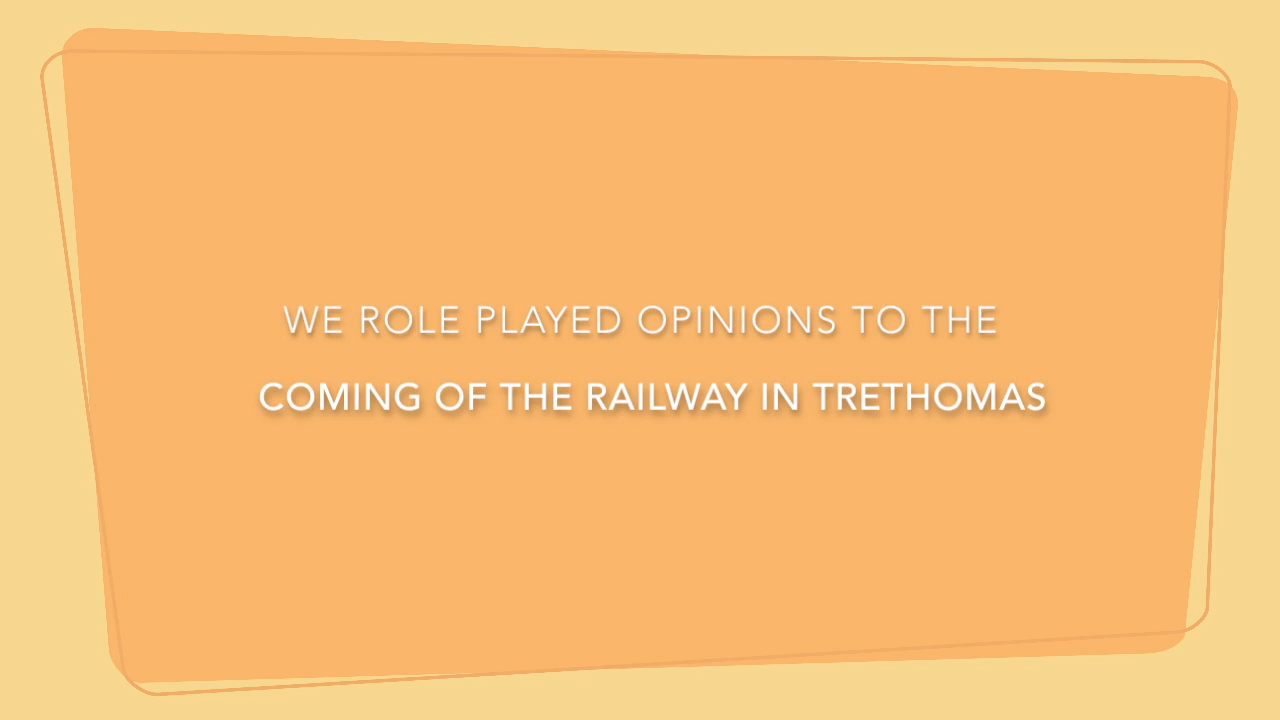 WE ROLE PLAYED OPINIONS TO THE
COMING OF THE RAILWAY IN TRETHOMAS